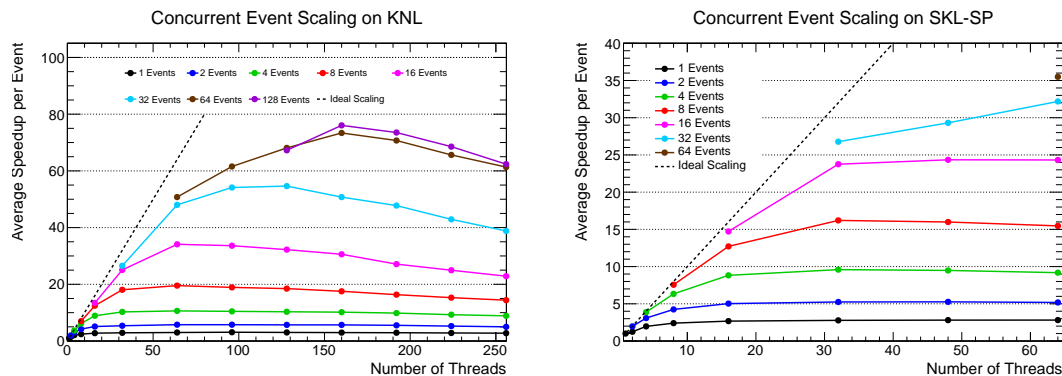 Concurrent Event Scaling on KNL
Average Speedup per Event
100
80
60
40
20
0
1 Events
2 Events
4 Events
8 Events
16 Events
32 Events
64 Events
128 Events
Ideal Scaling
0
50
100
150
200
250
Number of Threads
Concurrent Event Scaling on SKL-SP
Average Speedup per Event
40
35
30
25
20
15
10
5
0
1 Events
2 Events
4 Events
8 Events
16 Events
32 Events
64 Events
Ideal Scaling
10
20
30
40
50
60
Number of Threads